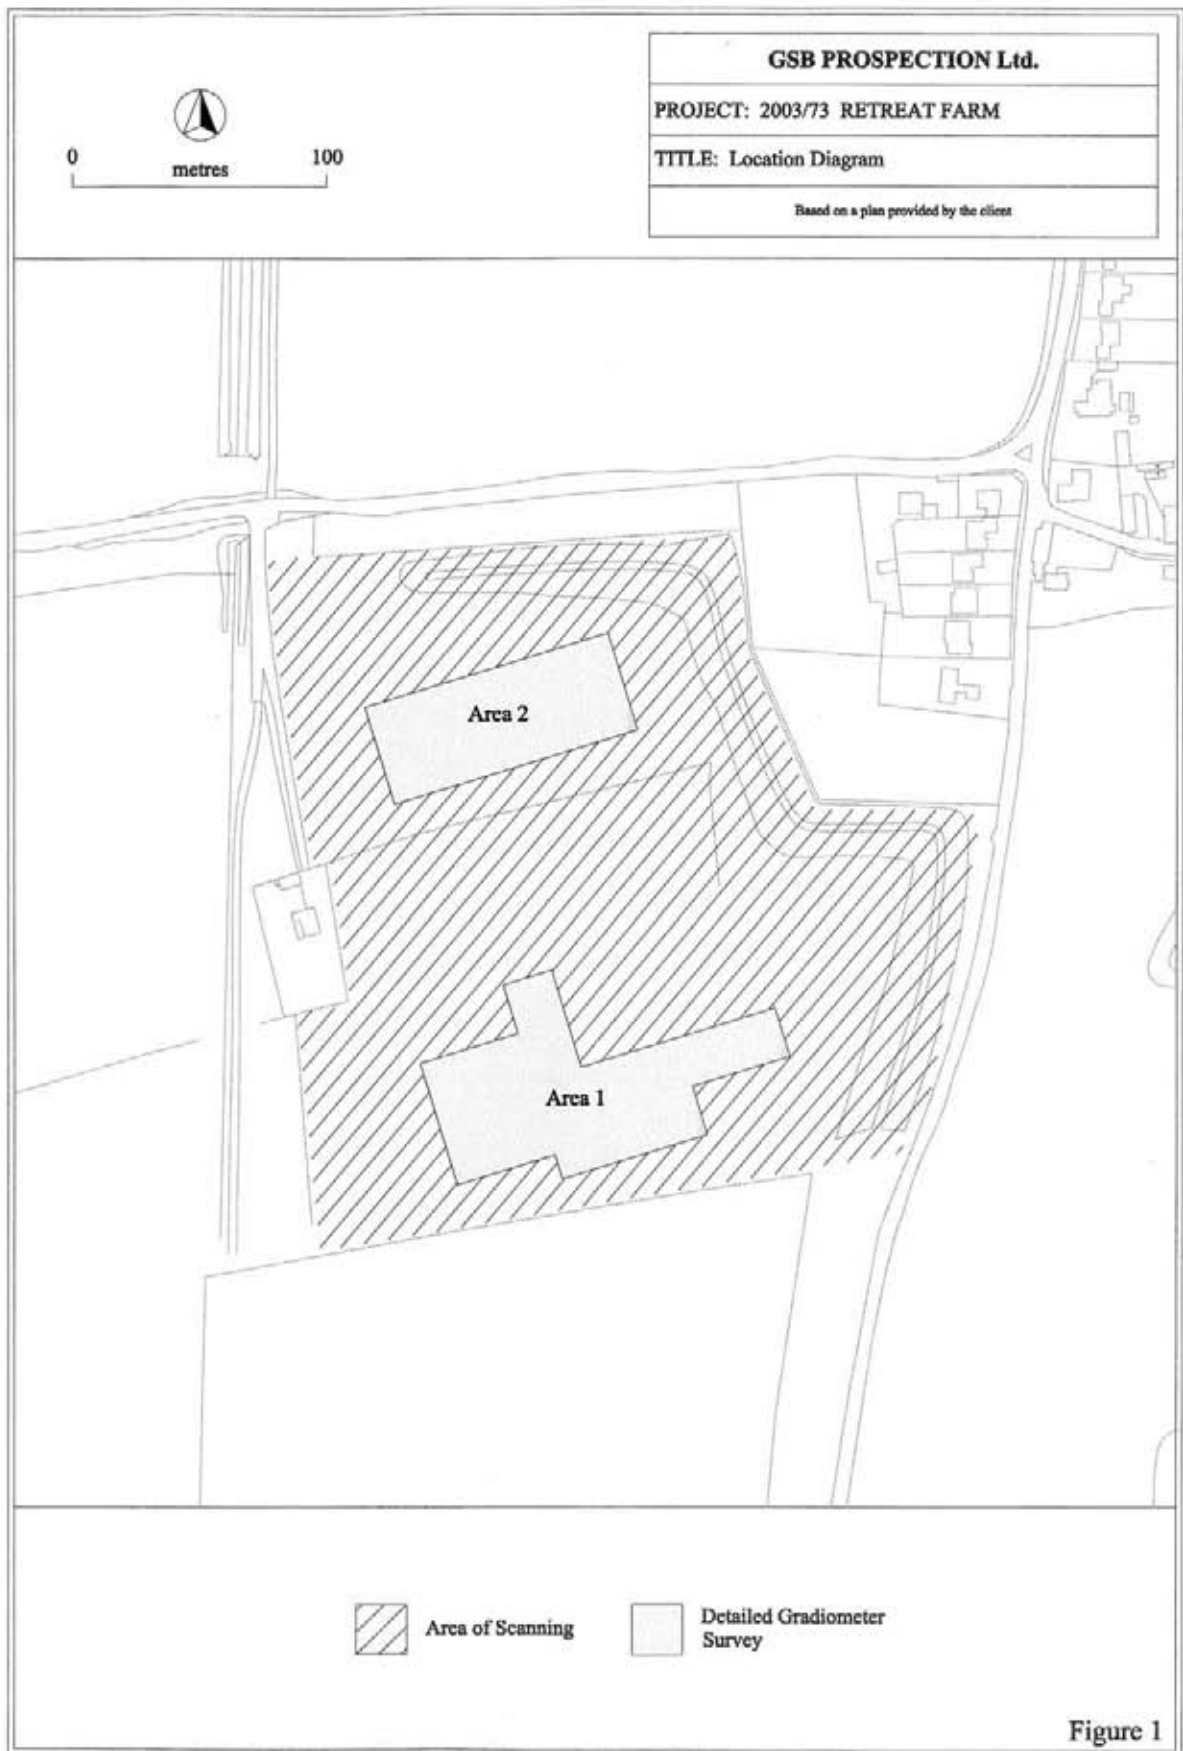 GSB PROSPECTION Ltd.
PROJECT: 2003/73 RETREAT FARM
TITLE: Location Diagram
Based on a plan provided by the client
0 100
metres
Area 2
Area 1
Area of Scanning
Detailed Gradiometer
Survey
Figure 1